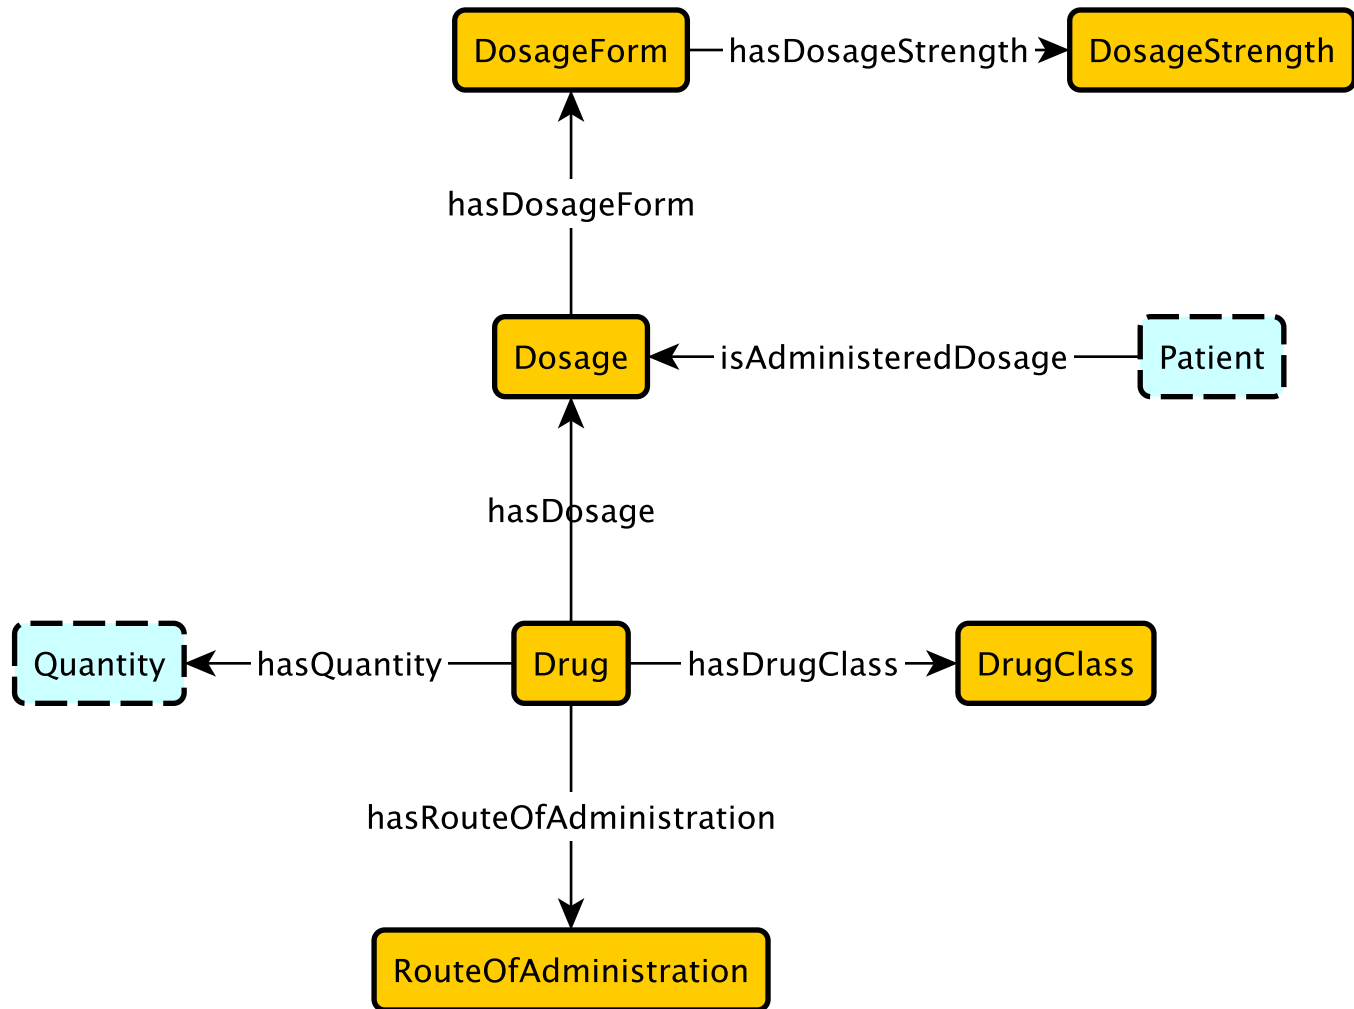 DosageForm
hasDosageStrength
DosageStrength
hasDosageForm
Dosage
isAdministeredDosage
Patient
hasDosage
Quantity
hasQuantity
Drug
hasDrugClass
DrugClass
hasRouteOfAdministration
RouteOfAdministration